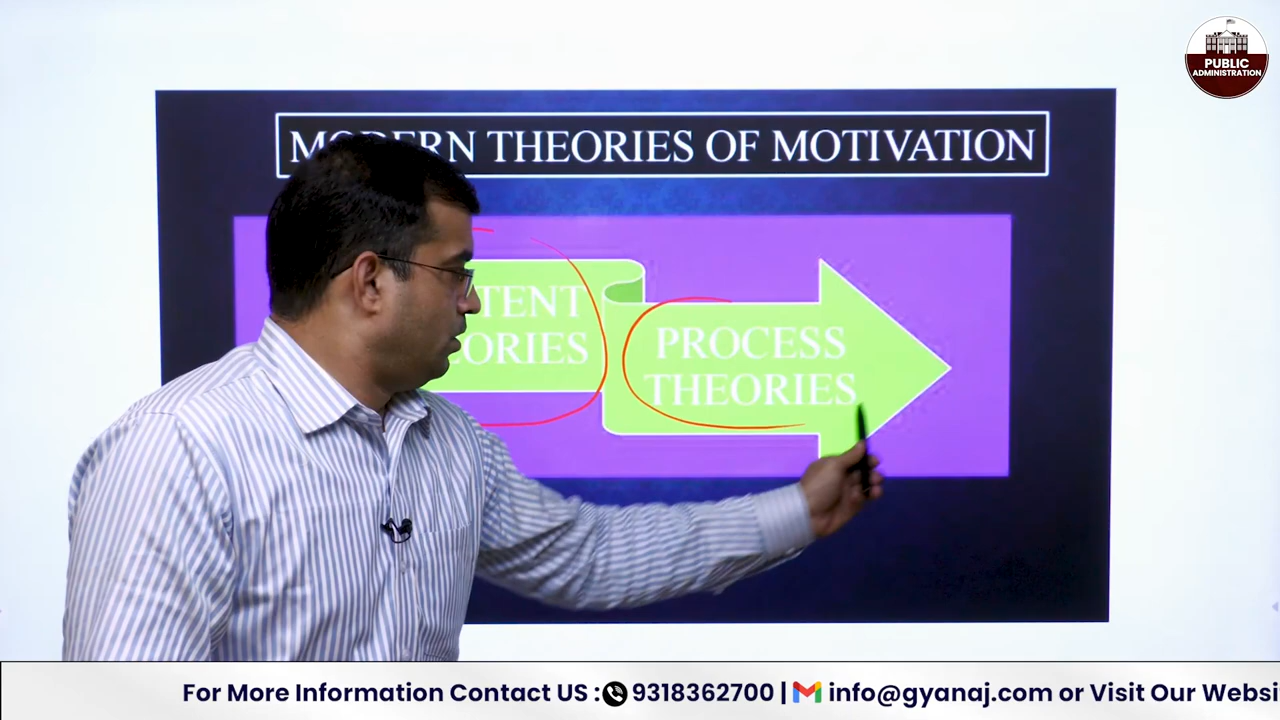 PUBLIC
ADMINISTRATION
MODERN THEORIES OF MOTIVATION
PROCESS
THEORIES
For More Information Contact US : 9318362700 | info@gyanaj.com or Visit Our Websi